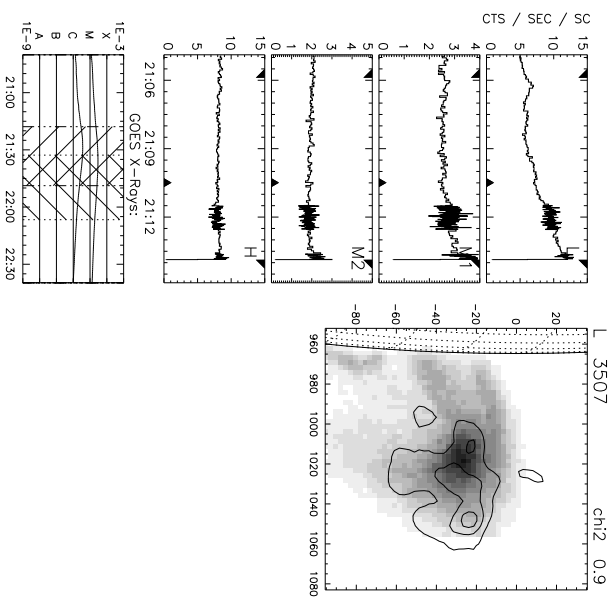 CTS / SEC / SC
15
10
5
0
L
4
3
2
1
0
M1
5
4
3
2
1
0
M2
15
10
5
0
H
21:06
21:09
21:12
GOES X-Rays:
1E-3
X
M
C
B
A
1E-9
21:00
21:30
22:00
22:30
L 3507 chi2 0.9
-80
-60
-40
-20
0
20
960
980
1000
1020
1040
1060
1080